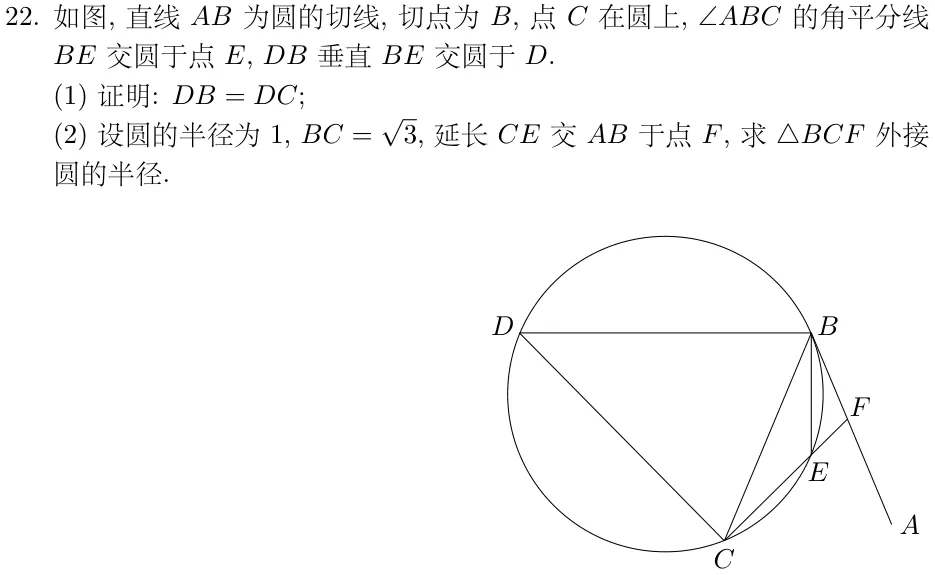 22. 如图, 直线 AB 为圆的切线, 切点为 B, 点 C 在圆上, ∠ABC 的角平分线
BE 交圆于点 E, DB 垂直 BE 交圆于 D.
(1) 证明: DB = DC;
(2) 设圆的半径为 1, BC = √3, 延长 CE 交 AB 于点 F, 求 △BCF 外接
圆的半径.
D
B
F
E
A
C